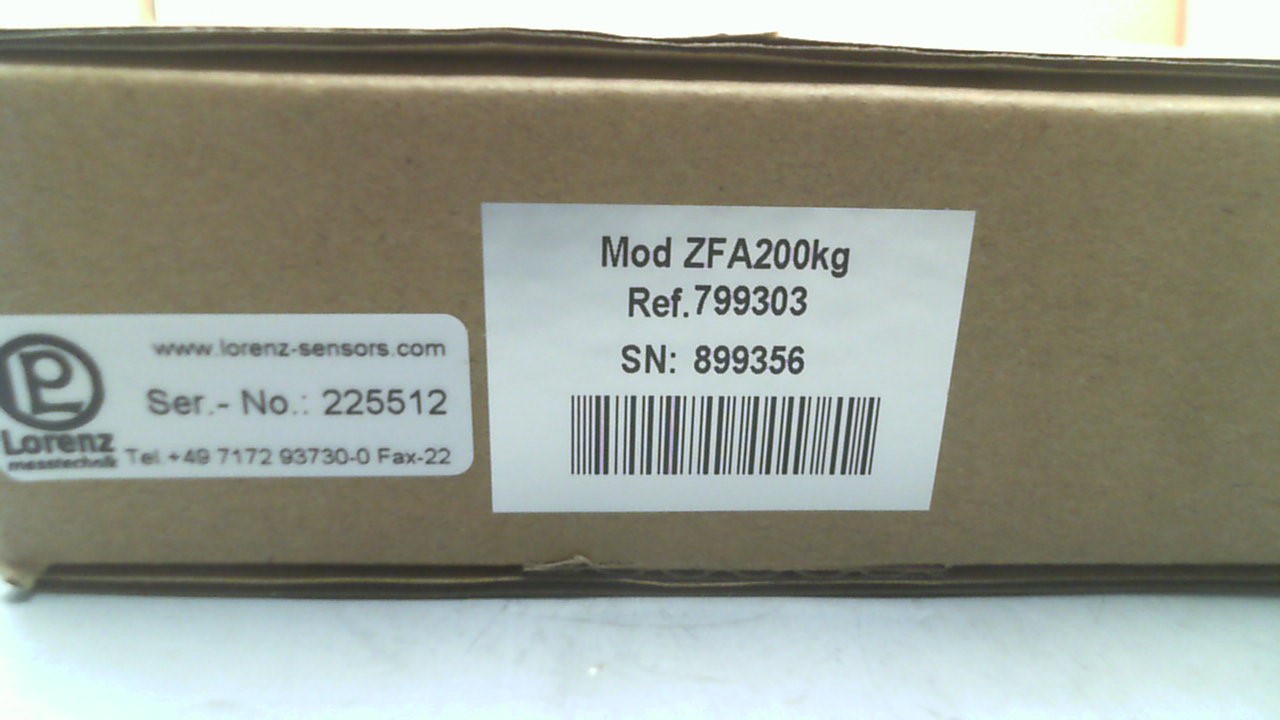 www.lorenz-sensors.com
Ser.- No.: 225512
Lorenz
messtechnik
Tel.+49 7172 93730-0 Fax-22
Mod ZFA200kg
Ref.799303
SN: 899356